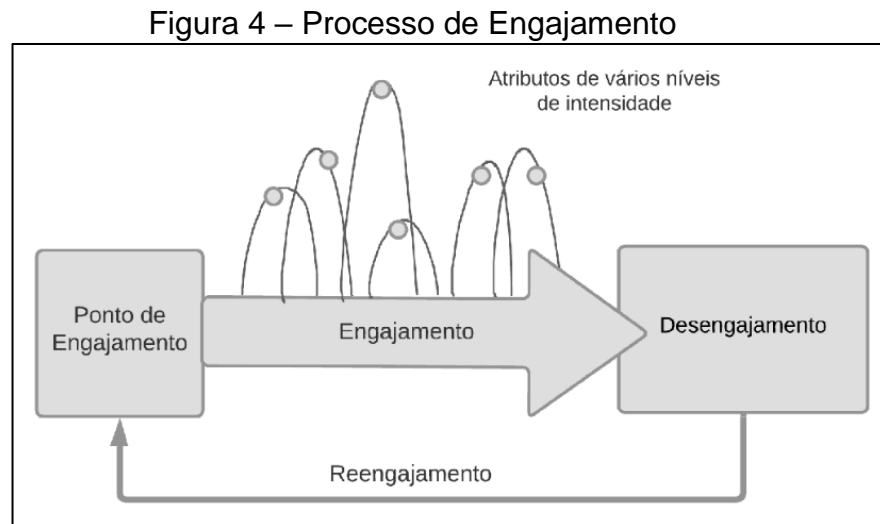 Figura 4 – Processo de Engajamento
Atributos de vários níveis
de intensidade
Ponto de
Engajamento
Engajamento
Desengajamento
Reengajamento